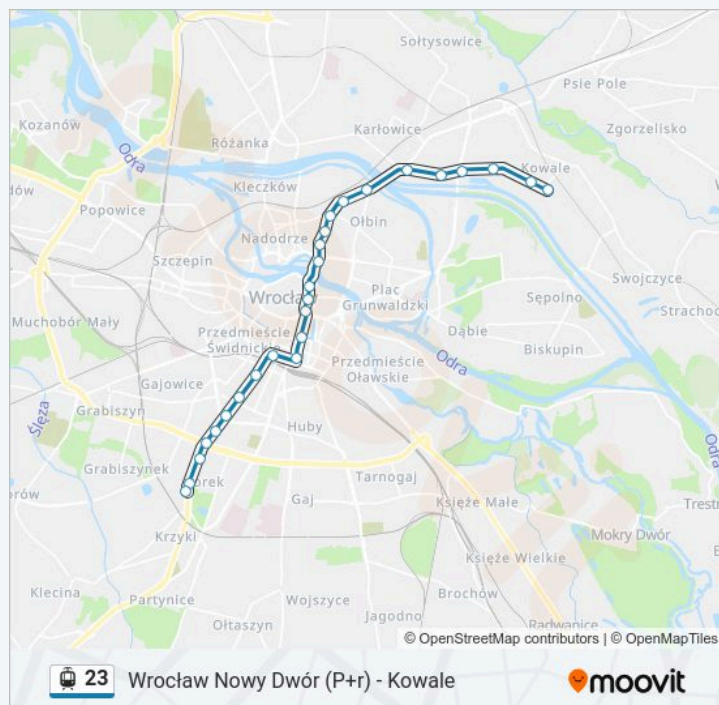 Sołtysowice
Psie Pole
Kozanów
Zgorzelisko
Różanka
Karłowice
Odra
Kowale
Popowice
Kleczków
Ołbin
Nadodrze
Szczepin
Swojczyce
Plac
Grunwaldzki
Sępolno
Muchobór Mały
Przedmieście
Świdnickie
Dąbie
Biskupin
Przedmieście
Oławskie
Odra
Gajowice
Ślęza
Grabiszyn
Huby
Odra
Grabiszynek
Tarnogaj
Gaj
Księże Małe
Krzyki
Mokry Dwór
Księże Wielkie
Klecina
Partynice
Wojszyce
Brochów
Ołtaszyn
Jagodno
Radwanice
© OpenStreetMap contributors | © OpenMapTiles
23 Wrocław Nowy Dwór (P+r) - Kowale
moovit